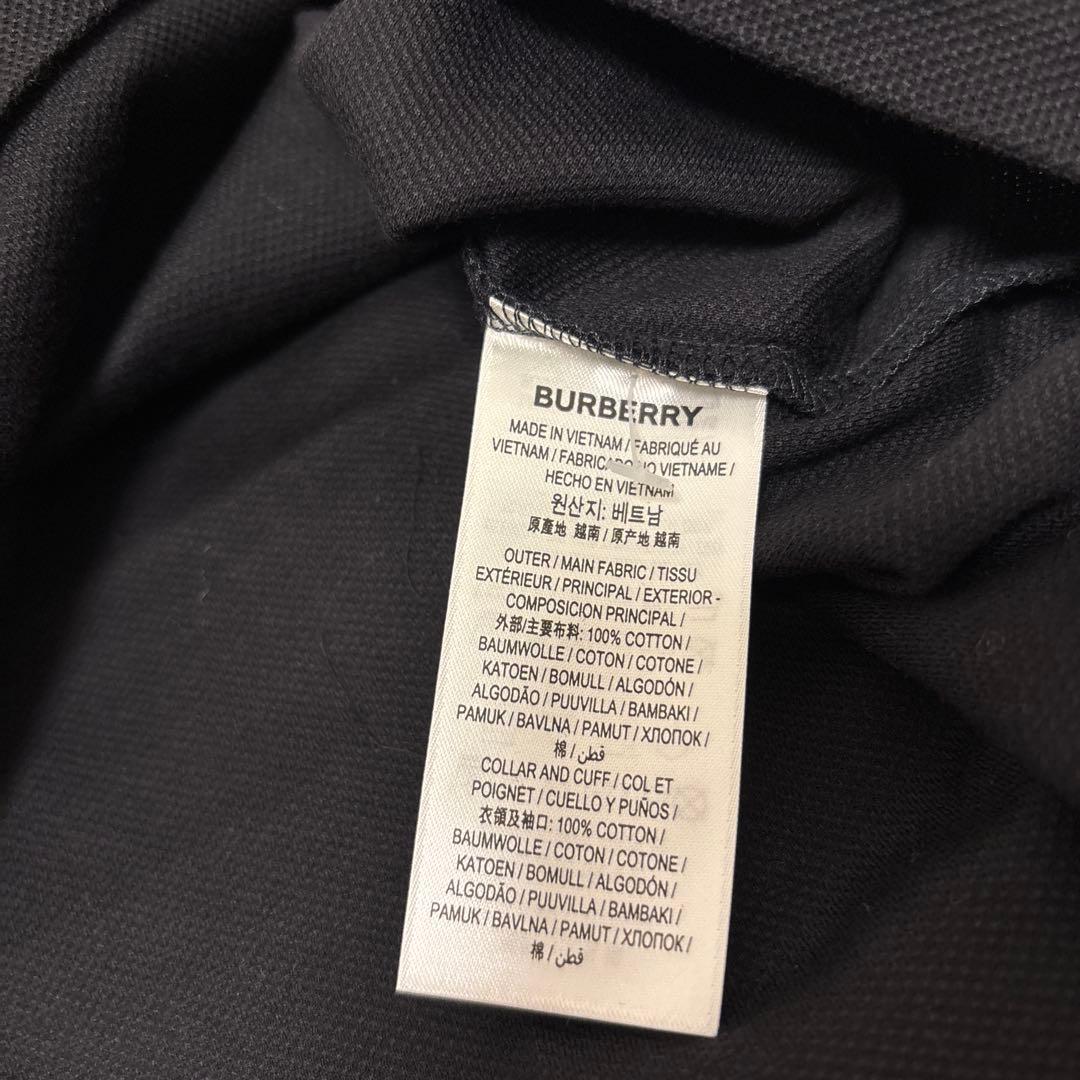 BURBERRY
MADE IN VIETNAM / FABRIQUÉ AU
VIETNAM / FABRICADO NO VIETNAME /
HECHO EN VIETNAM
원산지: 베트남
原產地 越南 / 原产地 越南
OUTER / MAIN FABRIC / TISSU
EXTÉRIEUR / PRINCIPAL / EXTERIOR -
COMPOSICION PRINCIPAL /
外部/主要布料: 100% COTTON /
BAUMWOLLE / COTON / COTONE /
KATOEN / BOMULL / ALGODÓN /
ALGODÃO / PUUVILLA / BAMBAKI /
PAMUK / BAVLNA / PAMUT / ХЛОПОК /
棉 / قطن
COLLAR AND CUFF / COL ET
POIGNET / CUELLO Y PUÑOS /
衣領及袖口: 100% COTTON /
BAUMWOLLE / COTON / COTONE /
KATOEN / BOMULL / ALGODÓN /
ALGODÃO / PUUVILLA / BAMBAKI /
PAMUK / BAVLNA / PAMUT / ХЛОПОК /
棉 / قطن